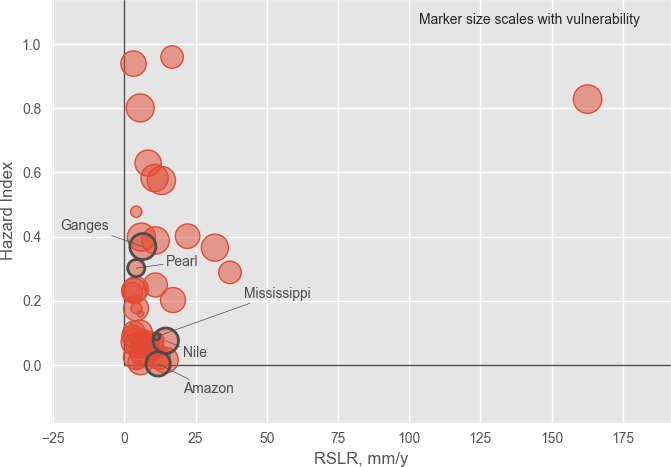 Marker size scales with vulnerability
1.0
0.8
0.6
0.4
0.2
0.0
Hazard Index
Ganges
Pearl
Mississippi
Nile
Amazon
−25
0
25
50
75
100
125
150
175
RSLR, mm/y